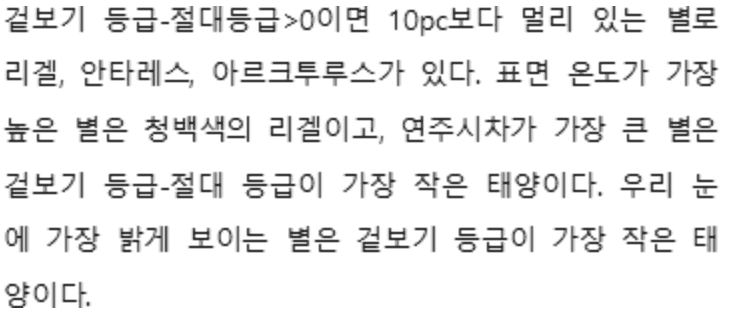 겉보기 등급-절대등급>0이면 10pc보다 멀리 있는 별로
리겔, 안타레스, 아르크투루스가 있다. 표면 온도가 가장
높은 별은 청백색의 리겔이고, 연주시차가 가장 큰 별은
겉보기 등급-절대 등급이 가장 작은 태양이다. 우리 눈
에 가장 밝게 보이는 별은 겉보기 등급이 가장 작은 태
양이다.